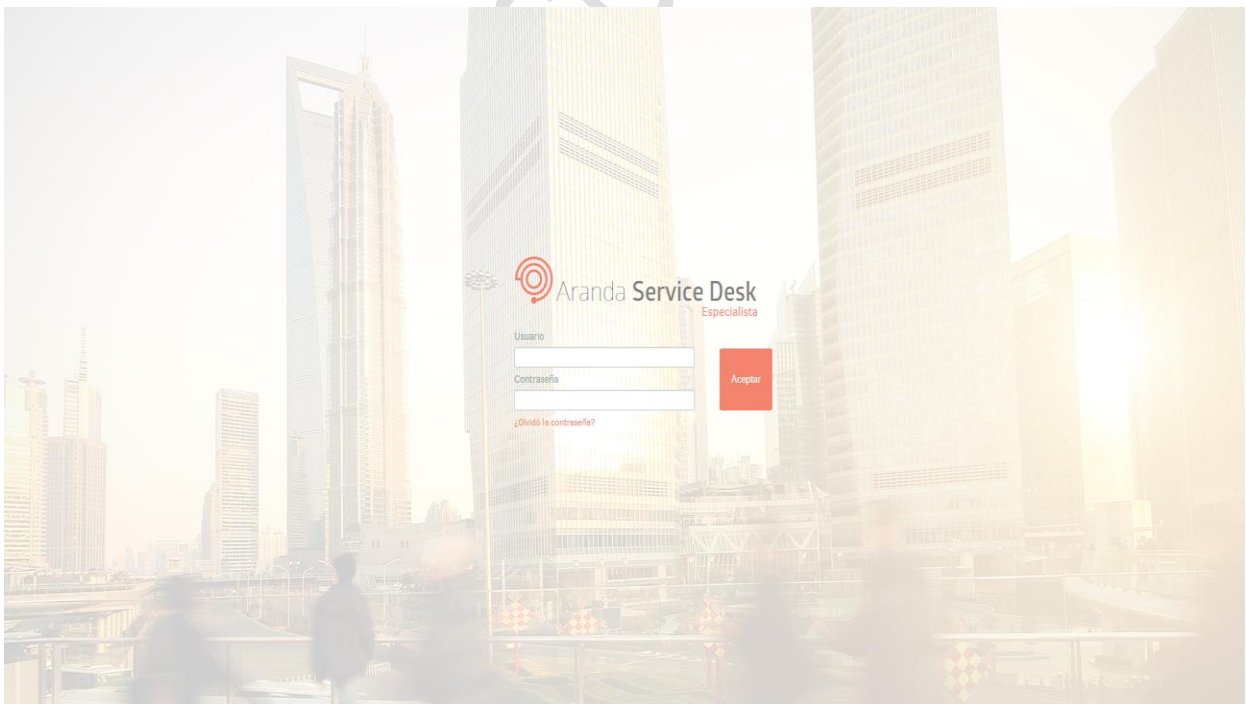 Aranda Service Desk
Especialista
Usuario
Contraseña
Aceptar
¿Olvidó la contraseña?